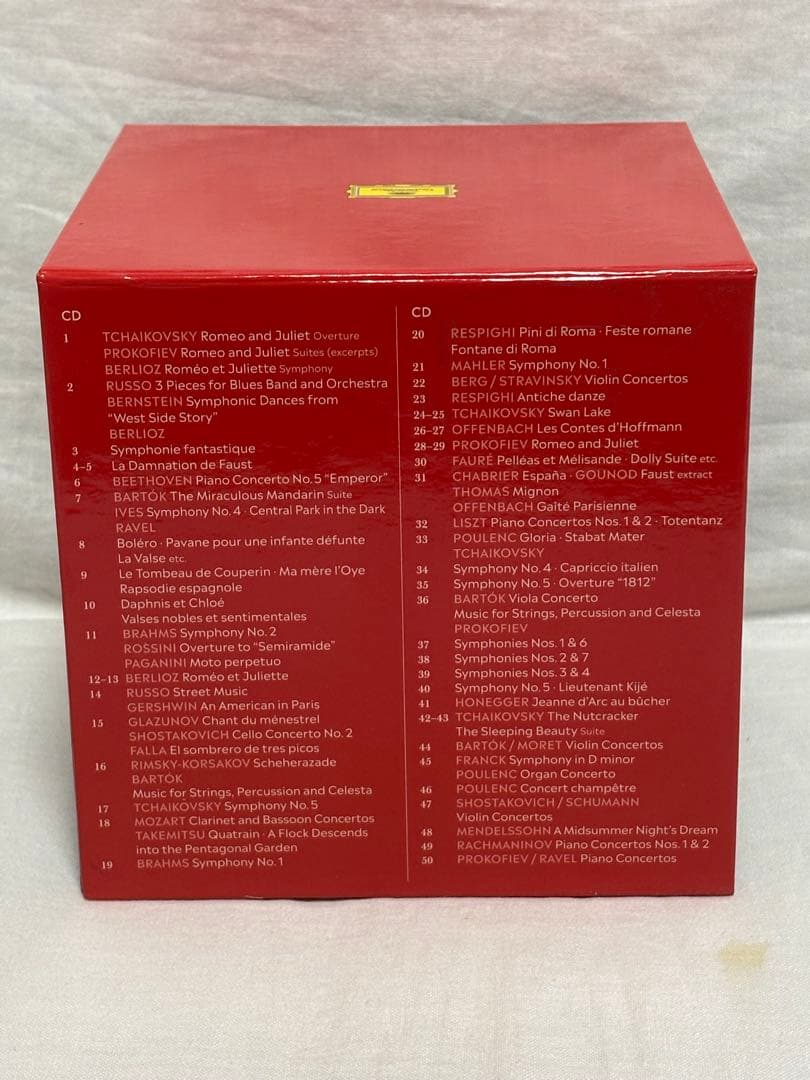 CD
1 TCHAIKOVSKY Romeo and Juliet Overture
PROKOFIEV Romeo and Juliet Suites (excerpts)
BERLIOZ Roméo et Juliette Symphony
2 RUSSO 3 Pieces for Blues Band and Orchestra
BERNSTEIN Symphonic Dances from
“West Side Story”
BERLIOZ
3 Symphonie fantastique
4–5 La Damnation de Faust
6 BEETHOVEN Piano Concerto No. 5 “Emperor”
7 BARTÓK The Miraculous Mandarin Suite
IVES Symphony No. 4 · Central Park in the Dark
RAVEL
8 Boléro · Pavane pour une infante défunte
La Valse etc.
9 Le Tombeau de Couperin · Ma mère l’Oye
Rapsodie espagnole
10 Daphnis et Chloé
Valses nobles et sentimentales
11 BRAHMS Symphony No. 2
ROSSINI Overture to “Semiramide”
PAGANINI Moto perpetuo
12–13 BERLIOZ Roméo et Juliette
14 RUSSO Street Music
GERSHWIN An American in Paris
15 GLAZUNOV Chant du ménestrel
SHOSTAKOVICH Cello Concerto No. 2
FALLA El sombrero de tres picos
16 RIMSKY-KORSAKOV Scheherazade
BARTÓK
Music for Strings, Percussion and Celesta
17 TCHAIKOVSKY Symphony No. 5
18 MOZART Clarinet and Bassoon Concertos
TAKEMITSU Quatrain · A Flock Descends
into the Pentagonal Garden
19 BRAHMS Symphony No. 1
CD
20 RESPIGHI Pini di Roma · Feste romane
Fontane di Roma
21 MAHLER Symphony No. 1
22 BERG / STRAVINSKY Violin Concertos
23 RESPIGHI Antiche danze
24–25 TCHAIKOVSKY Swan Lake
26–27 OFFENBACH Les Contes d’Hoffmann
28–29 PROKOFIEV Romeo and Juliet
30 FAURÉ Pelléas et Mélisande · Dolly Suite etc.
31 CHABRIER España · GOUNOD Faust extract
THOMAS Mignon
OFFENBACH Gaîté Parisienne
32 LISZT Piano Concertos Nos. 1 & 2 · Totentanz
33 POULENC Gloria · Stabat Mater
TCHAIKOVSKY
34 Symphony No. 4 · Capriccio italien
35 Symphony No. 5 · Overture “1812”
36 BARTÓK Viola Concerto
Music for Strings, Percussion and Celesta
PROKOFIEV
37 Symphonies Nos. 1 & 6
38 Symphonies Nos. 2 & 7
39 Symphonies Nos. 3 & 4
40 Symphony No. 5 · Lieutenant Kijé
41 HONEGGER Jeanne d’Arc au bûcher
42–43 TCHAIKOVSKY The Nutcracker
The Sleeping Beauty Suite
44 BARTÓK / MORET Violin Concertos
45 FRANCK Symphony in D minor
POULENC Organ Concerto
46 POULENC Concert champêtre
47 SHOSTAKOVICH / SCHUMANN
Violin Concertos
48 MENDELSSOHN A Midsummer Night’s Dream
49 RACHMANINOV Piano Concertos Nos. 1 & 2
50 PROKOFIEV / RAVEL Piano Concertos